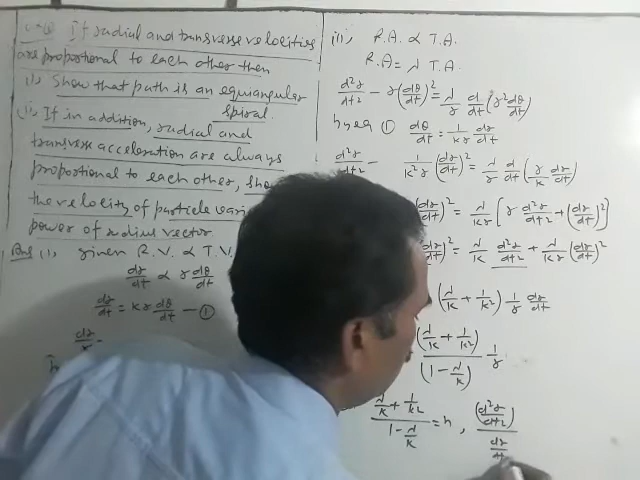 If radial and transverse velocities
are proportional to each other then
(i), Show that path is an equiangular
spiral.
(ii), If in addition, radial and
transverse acceleration are always
proportional to each other, sho
the velocity of particle vari
power of radius vector.
Ans (i), given R.V. ∝ T.V.
dr/dt ∝ r dθ/dt
dr/dt = k r dθ/dt — ①
(ii), R.A. ∝ T.A.
R.A = λ T.A.
d²r/dt² - r(dθ/dt)² = λ/r d/dt(r² dθ/dt)
by eq ① dθ/dt = 1/kr dr/dt
d²r/dt² - 1/k²r (dr/dt)² = λ/r d/dt(r/k dr/dt)
(dr/dt)² = λ/kr [r d²r/dt² + (dr/dt)²]
(dr/dt)² = λ/k d²r/dt² + λ/kr (dr/dt)²
(λ/k + 1/k²) 1/r dr/dt
(λ/k + 1/k²)/(1 - λ/k) 1/r
(λ/k + 1/k²)/(1 - λ/k) = n, (d²r/dt²)/(dr/dt